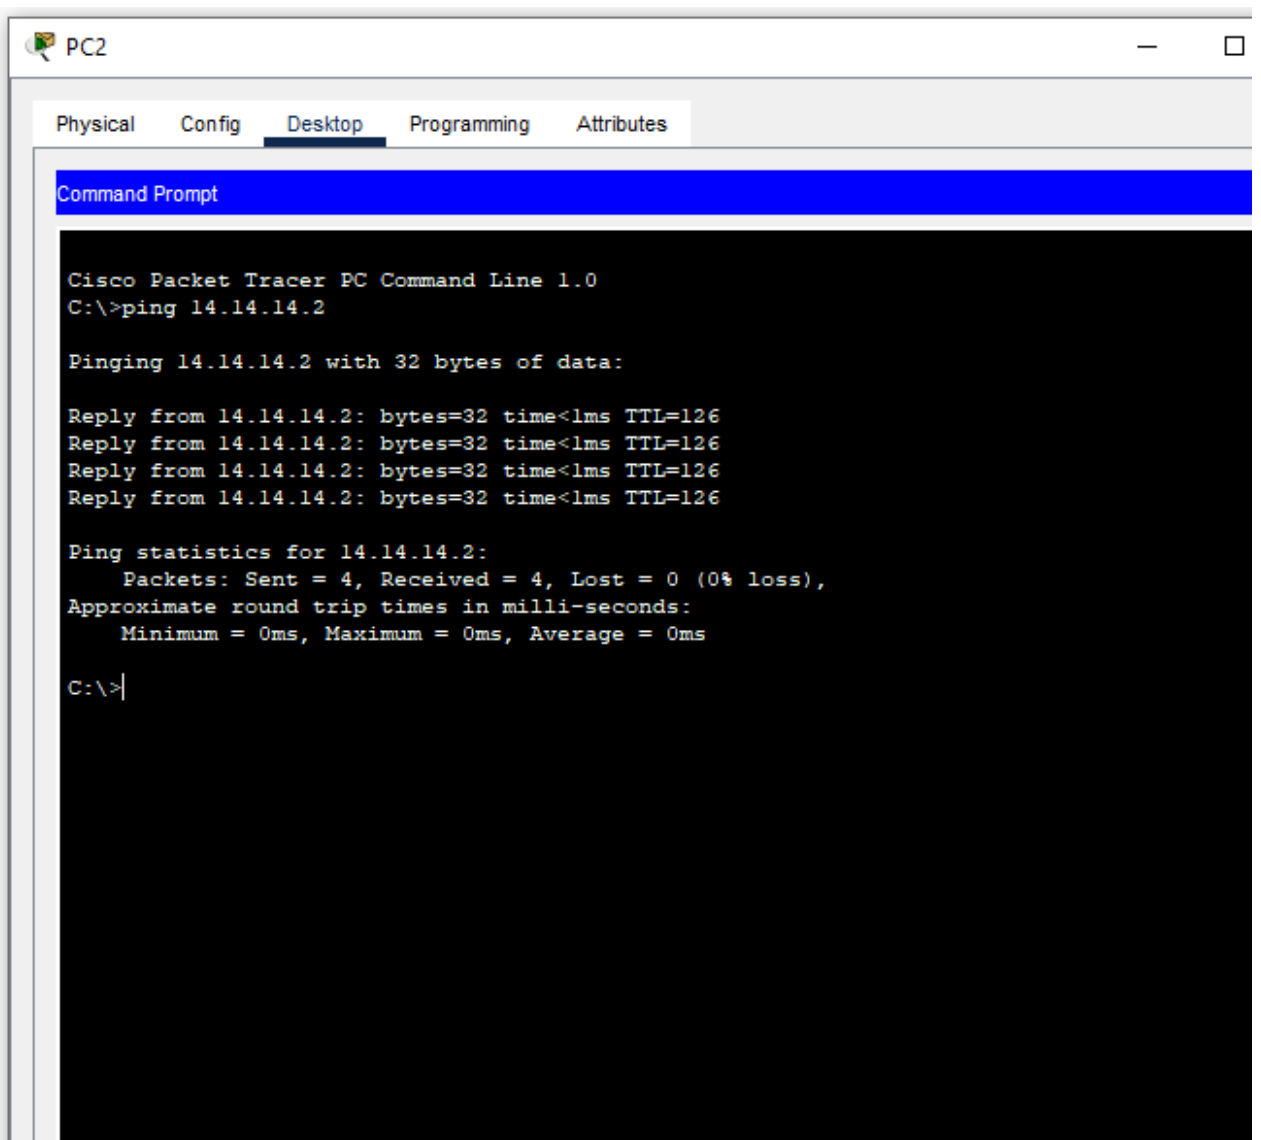 PC2
Physical Config Desktop Programming Attributes
Command Prompt
Cisco Packet Tracer PC Command Line 1.0
C:\>ping 14.14.14.2
Pinging 14.14.14.2 with 32 bytes of data:
Reply from 14.14.14.2: bytes=32 time<1ms TTL=126
Reply from 14.14.14.2: bytes=32 time<1ms TTL=126
Reply from 14.14.14.2: bytes=32 time<1ms TTL=126
Reply from 14.14.14.2: bytes=32 time<1ms TTL=126
Ping statistics for 14.14.14.2:
Packets: Sent = 4, Received = 4, Lost = 0 (0% loss),
Approximate round trip times in milli-seconds:
Minimum = 0ms, Maximum = 0ms, Average = 0ms
C:\>